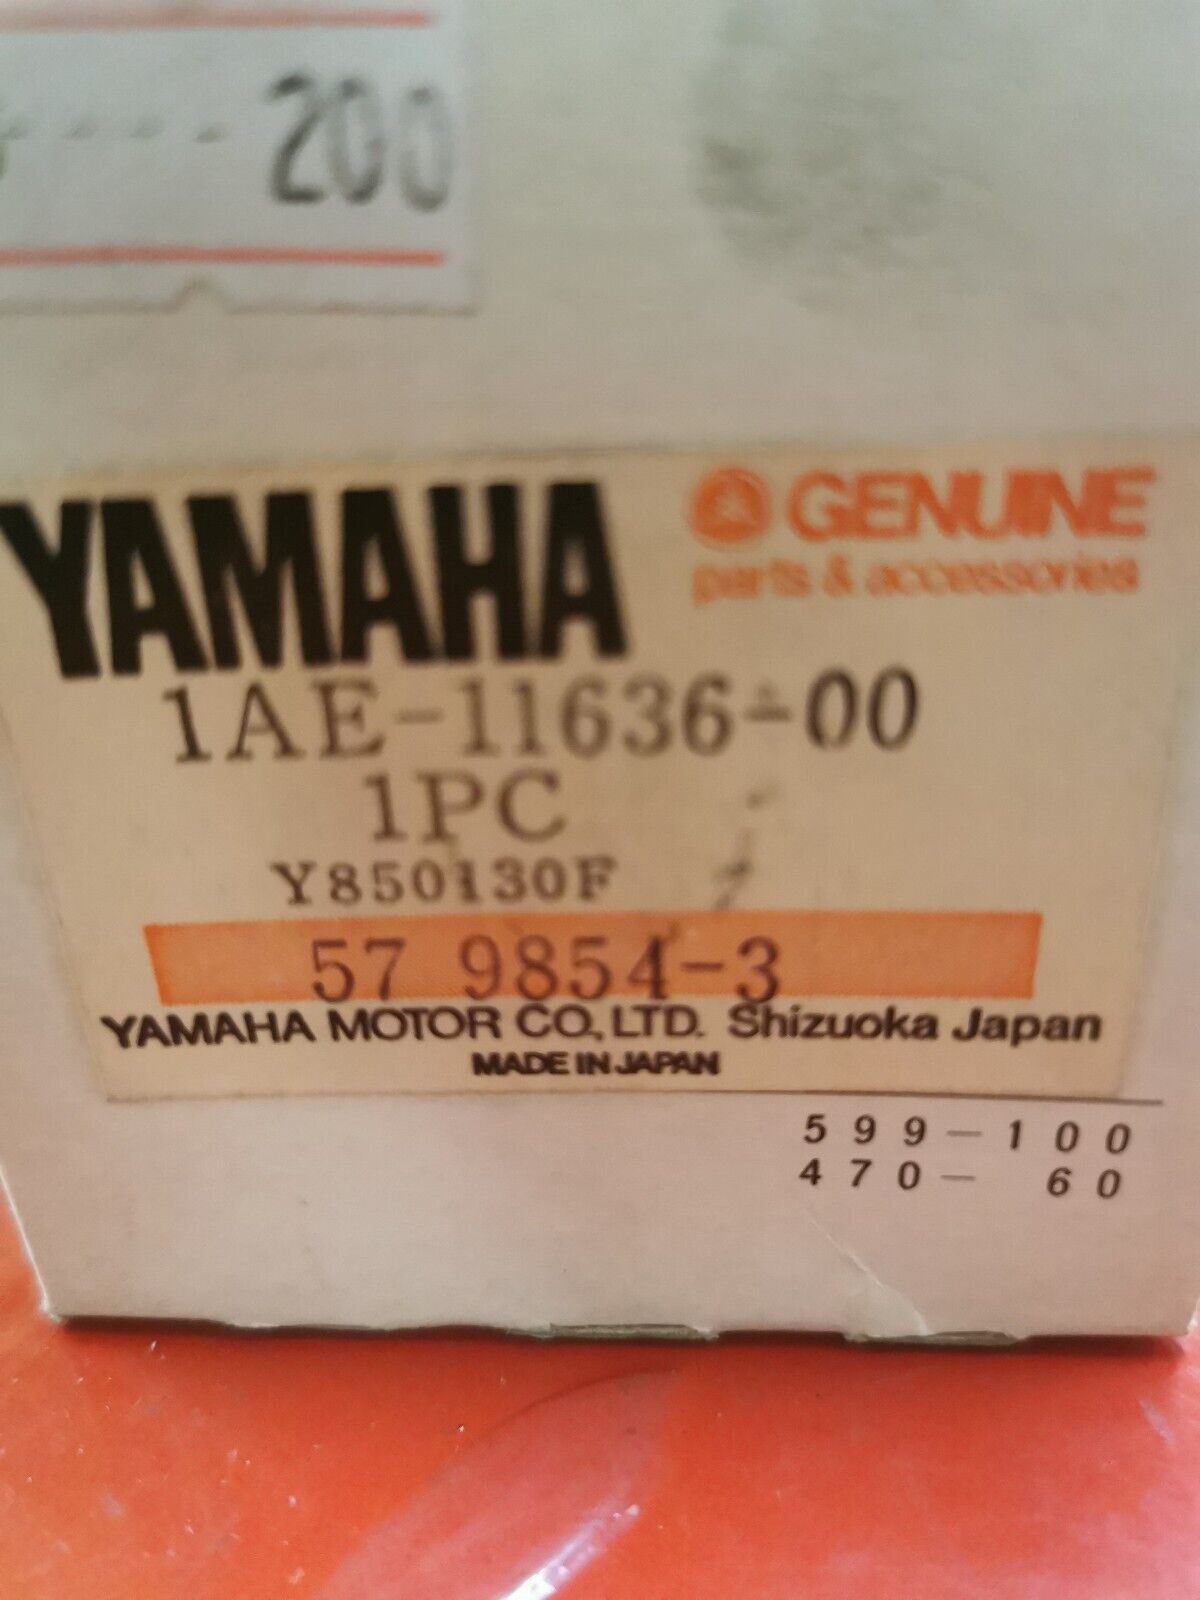 ---- 200
YAMAHA
GENUINE
parts & accessories
1AE-11636-00
1PC
Y850130F
57 9854-3
YAMAHA MOTOR CO., LTD. Shizuoka Japan
MADE IN JAPAN
599-100
470- 60